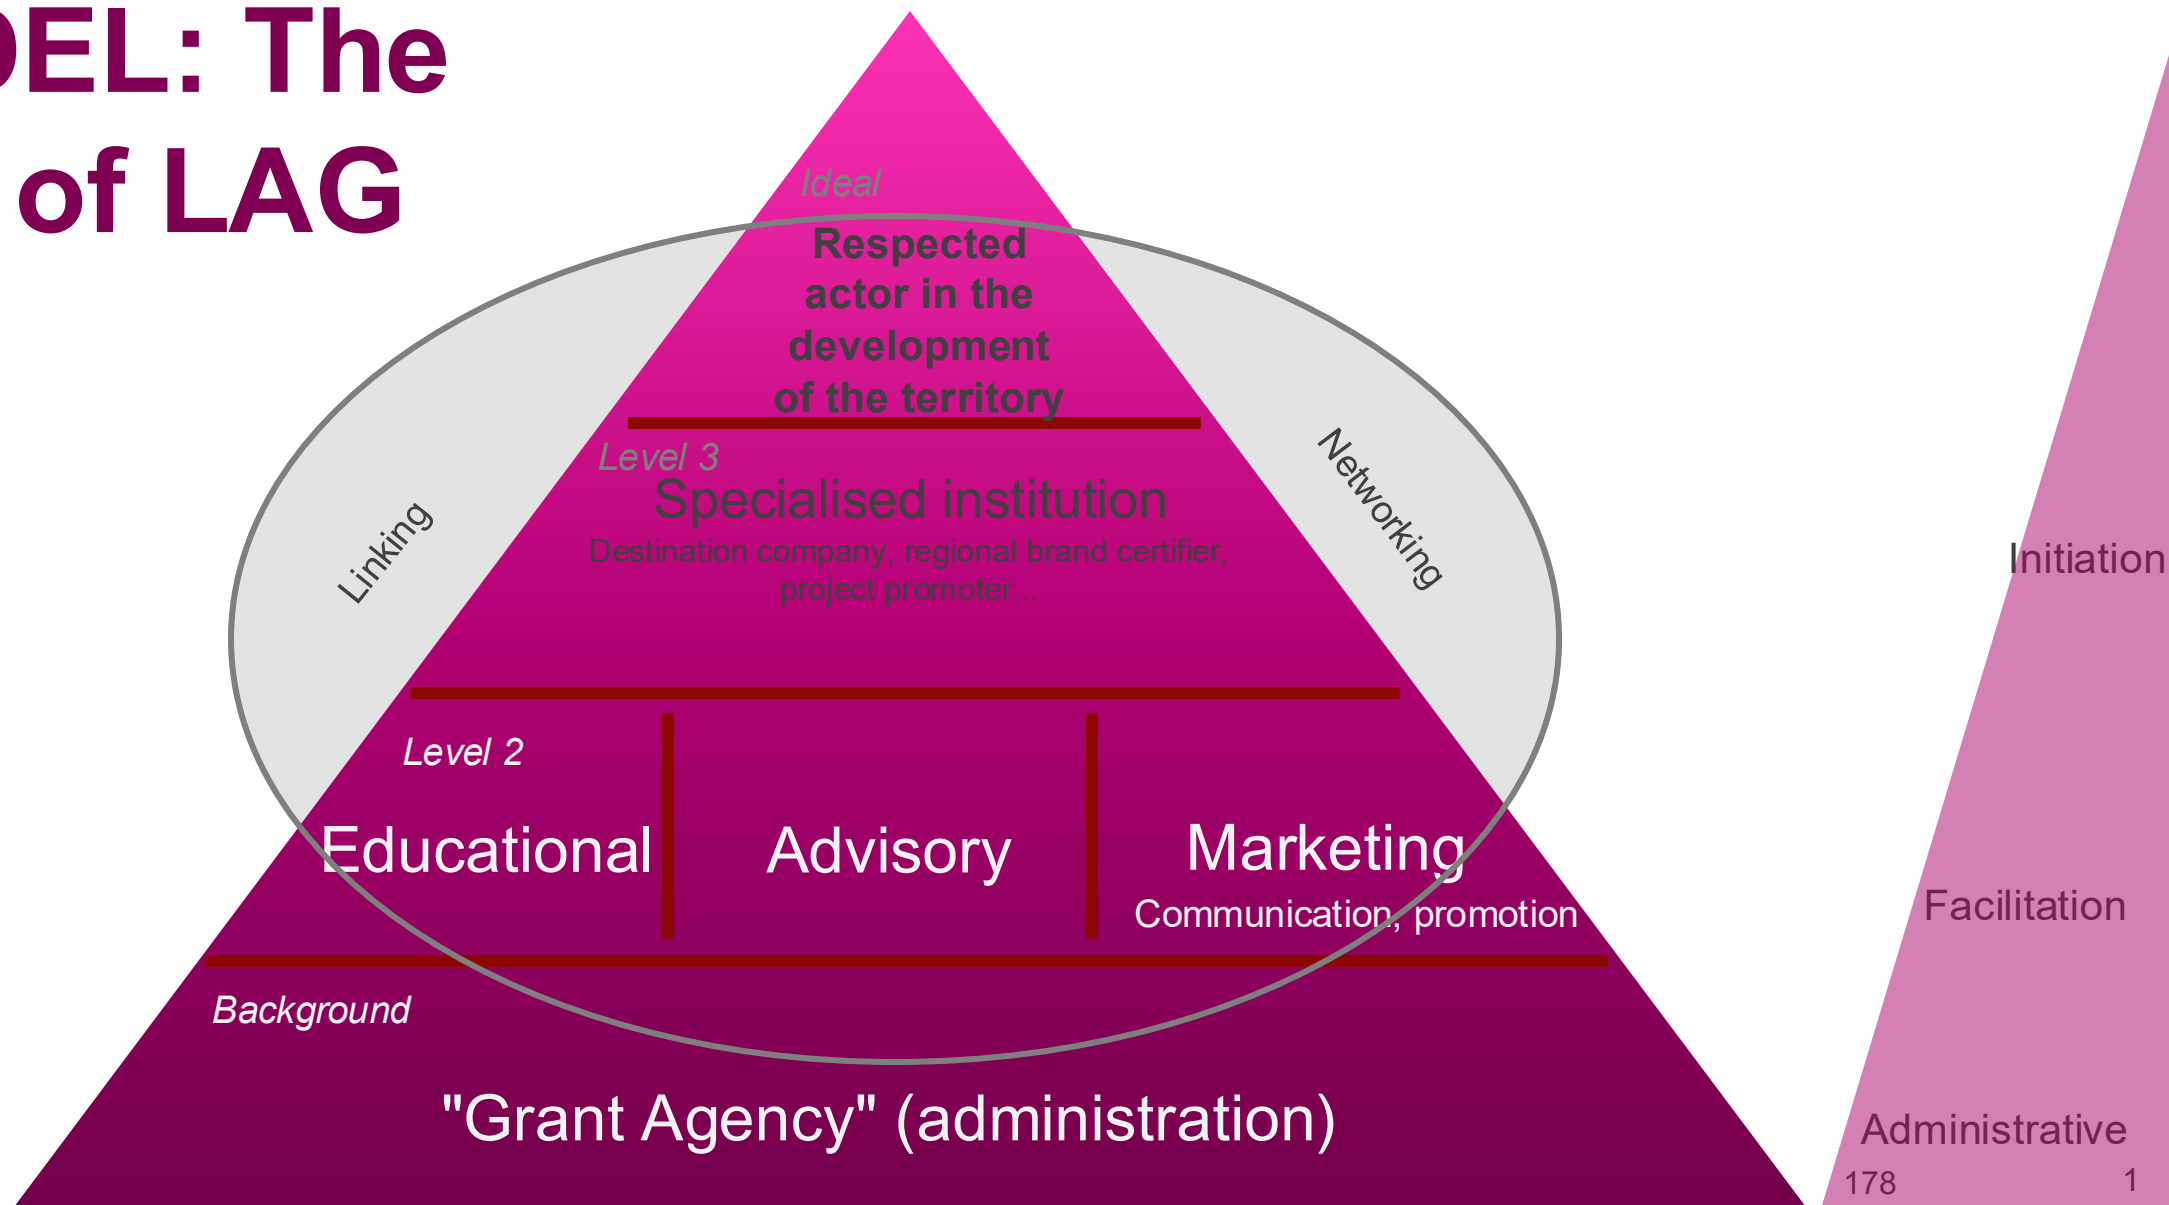 DEL: The
of LAG
Ideal
Respected
actor in the
development
of the territory
Level 3
Specialised institution
Destination company, regional brand certifier,
project promoter...
Linking
Networking
Level 2
Educational
Advisory
Marketing
Communication, promotion
Background
"Grant Agency" (administration)
Initiation
Facilitation
Administrative
178
1